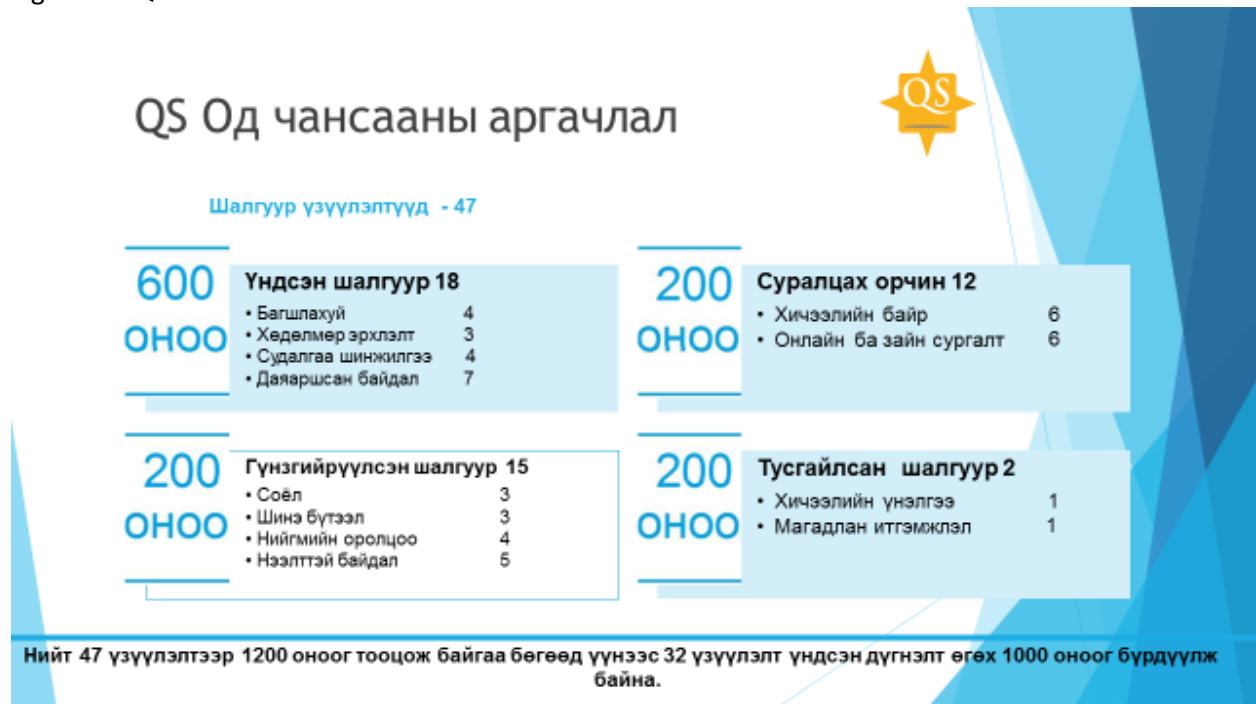 QS Од чансааны аргачлал
QS
Шалгуур үзүүлэлтүүд - 47
600 оноо
Үндсэн шалгуур 18
• Багшлахуй 4
• Хөдөлмөр эрхлэлт 3
• Судалгаа шинжилгээ 4
• Даяаршсан байдал 7
200 оноо
Суралцах орчин 12
• Хичээлийн байр 6
• Онлайн ба зайн сургалт 6
200 оноо
Гүнзгийрүүлсэн шалгуур 15
• Соёл 3
• Шинэ бүтээл 3
• Нийгмийн оролцоо 4
• Нээлттэй байдал 5
200 оноо
Тусгайлсан шалгуур 2
• Хичээлийн үнэлгээ 1
• Магадлан итгэмжлэл 1
Нийт 47 үзүүлэлтээр 1200 оноог тооцож байгаа бөгөөд үүнээс 32 үзүүлэлт үндсэн дүгнэлт өгөх 1000 оноог бүрдүүлж
байна.